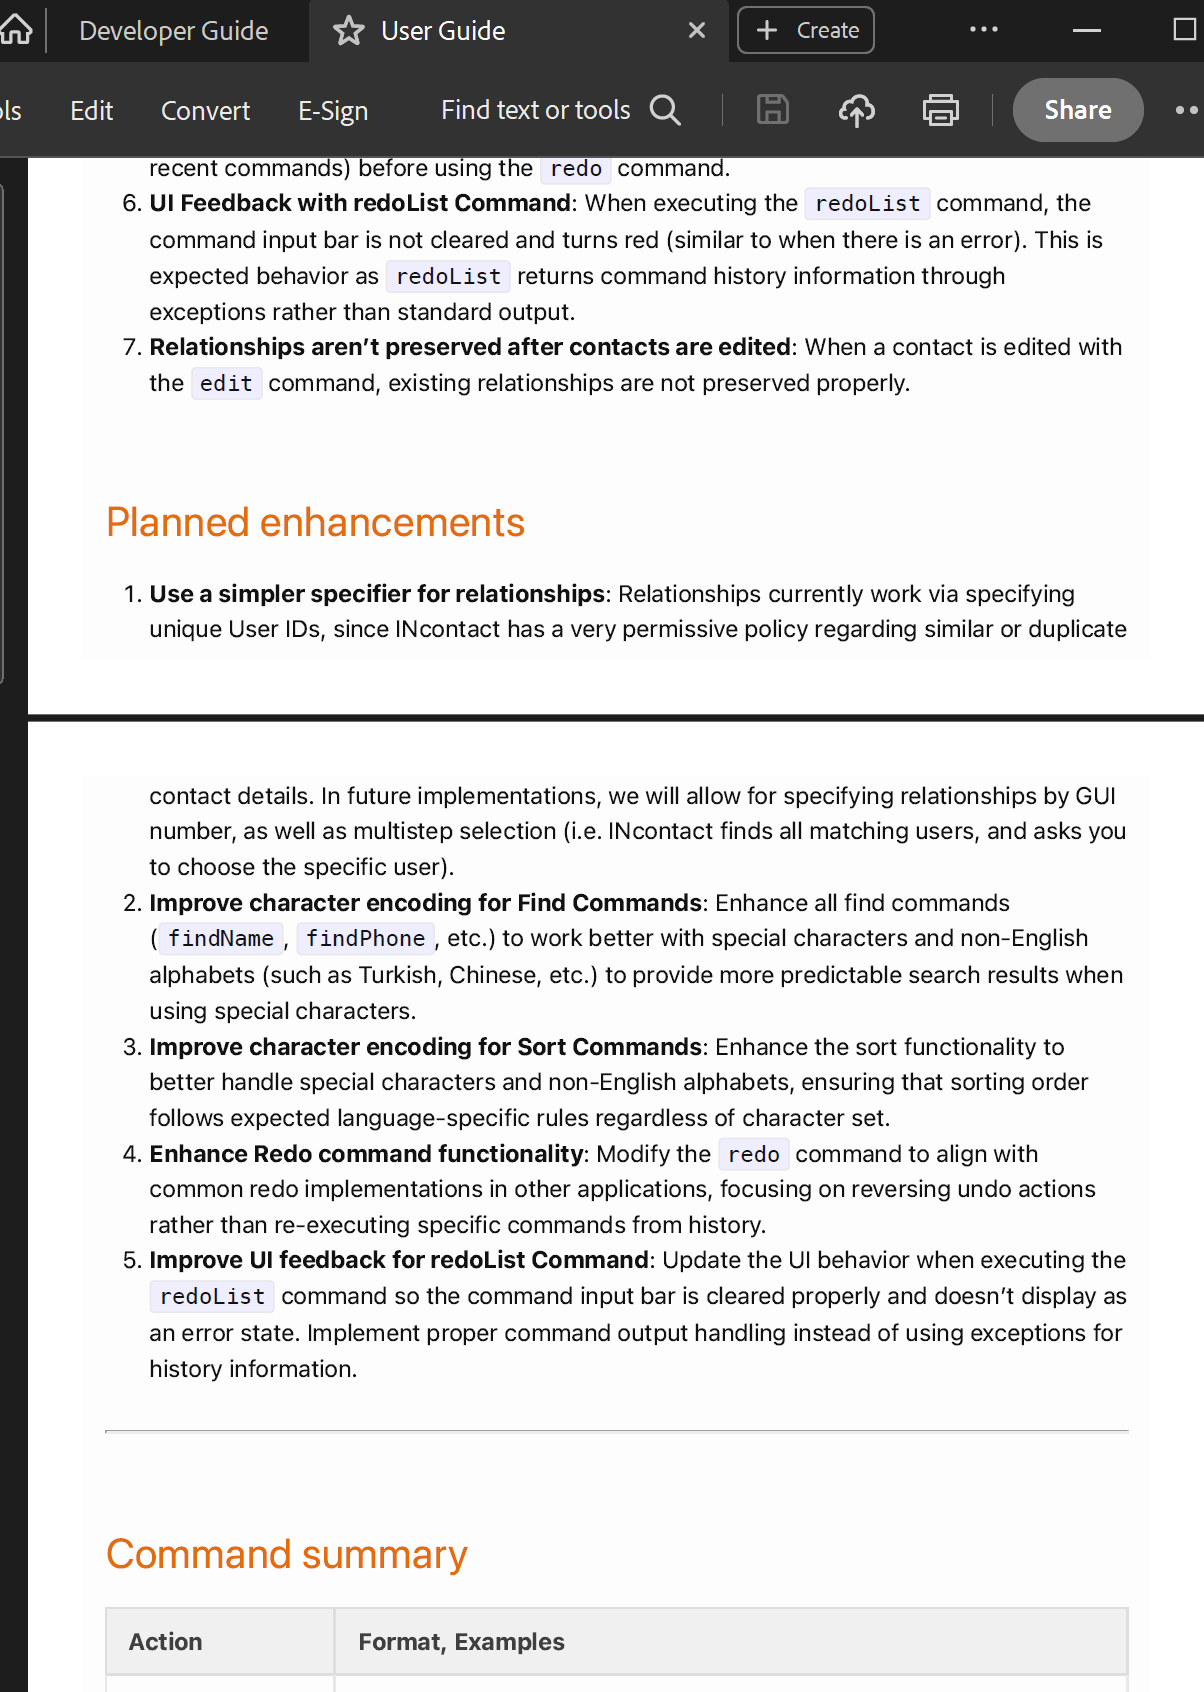 Developer Guide
User Guide
Create
ols
Edit
Convert
E-Sign
Find text or tools
Share
recent commands) before using the redo command.
6. UI Feedback with redoList Command: When executing the redoList command, the
command input bar is not cleared and turns red (similar to when there is an error). This is
expected behavior as redoList returns command history information through
exceptions rather than standard output.
7. Relationships aren’t preserved after contacts are edited: When a contact is edited with
the edit command, existing relationships are not preserved properly.
Planned enhancements
1. Use a simpler specifier for relationships: Relationships currently work via specifying
unique User IDs, since INcontact has a very permissive policy regarding similar or duplicate
contact details. In future implementations, we will allow for specifying relationships by GUI
number, as well as multistep selection (i.e. INcontact finds all matching users, and asks you
to choose the specific user).
2. Improve character encoding for Find Commands: Enhance all find commands
( findName , findPhone , etc.) to work better with special characters and non-English
alphabets (such as Turkish, Chinese, etc.) to provide more predictable search results when
using special characters.
3. Improve character encoding for Sort Commands: Enhance the sort functionality to
better handle special characters and non-English alphabets, ensuring that sorting order
follows expected language-specific rules regardless of character set.
4. Enhance Redo command functionality: Modify the redo command to align with
common redo implementations in other applications, focusing on reversing undo actions
rather than re-executing specific commands from history.
5. Improve UI feedback for redoList Command: Update the UI behavior when executing the
redoList command so the command input bar is cleared properly and doesn’t display as
an error state. Implement proper command output handling instead of using exceptions for
history information.
Command summary
Action
Format, Examples